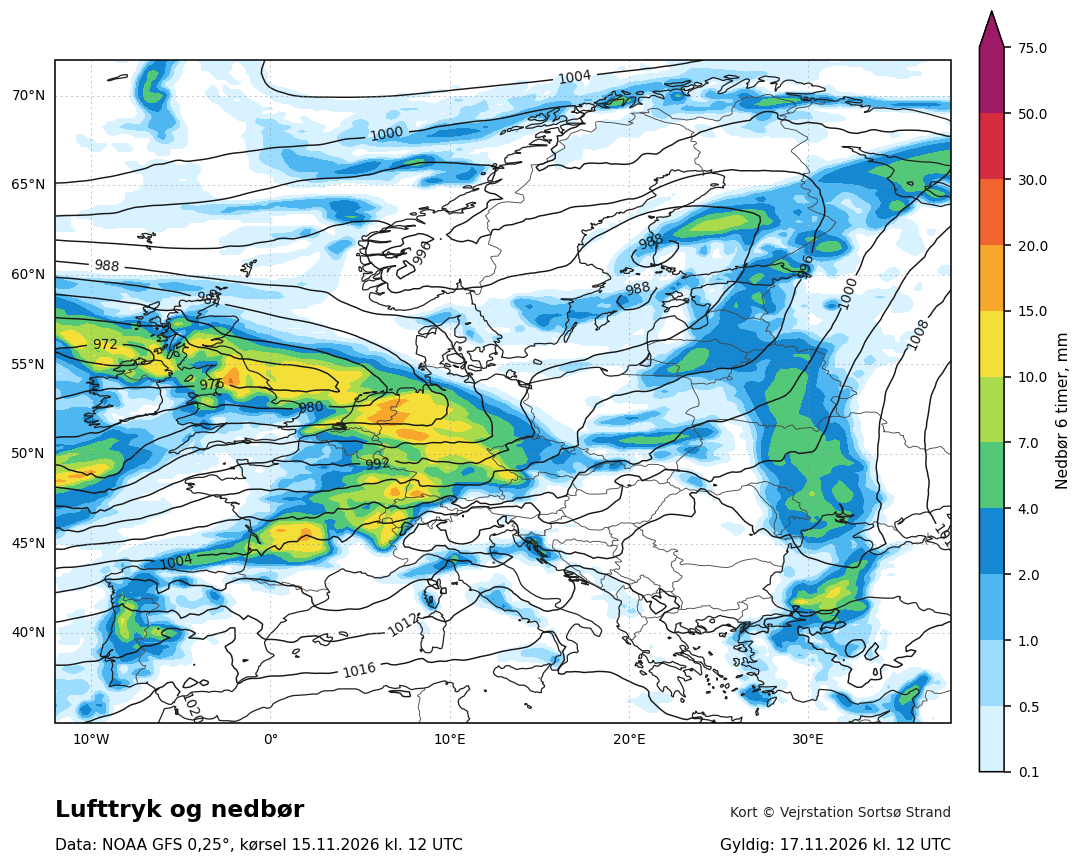 75.0
50.0
30.0
20.0
15.0
10.0
7.0
4.0
2.0
1.0
0.5
0.1
Nedbør 6 timer, mm
70°N
65°N
60°N
55°N
50°N
45°N
40°N
1004
1000
996
988
988
988
984
996
1000
1008
972
976
980
992
1004
1012
1016
1020
10°W
0°
10°E
20°E
30°E
Lufttryk og nedbør
Kort © Vejrstation Sortsø Strand
Data: NOAA GFS 0,25°, kørsel 15.11.2026 kl. 12 UTC
Gyldig: 17.11.2026 kl. 12 UTC